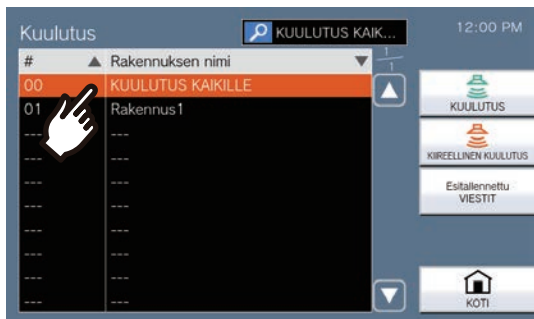 Kuulutus
KUULUTUS KAIK...
12:00 PM
# Rakennuksen nimi
1
1
00 KUULUTUS KAIKILLE
01 Rakennus1
--- ---
--- ---
--- ---
--- ---
--- ---
--- ---
--- ---
KUULUTUS
KIIREELLINEN KUULUTUS
Esitallennettu
VIESTIT
KOTI